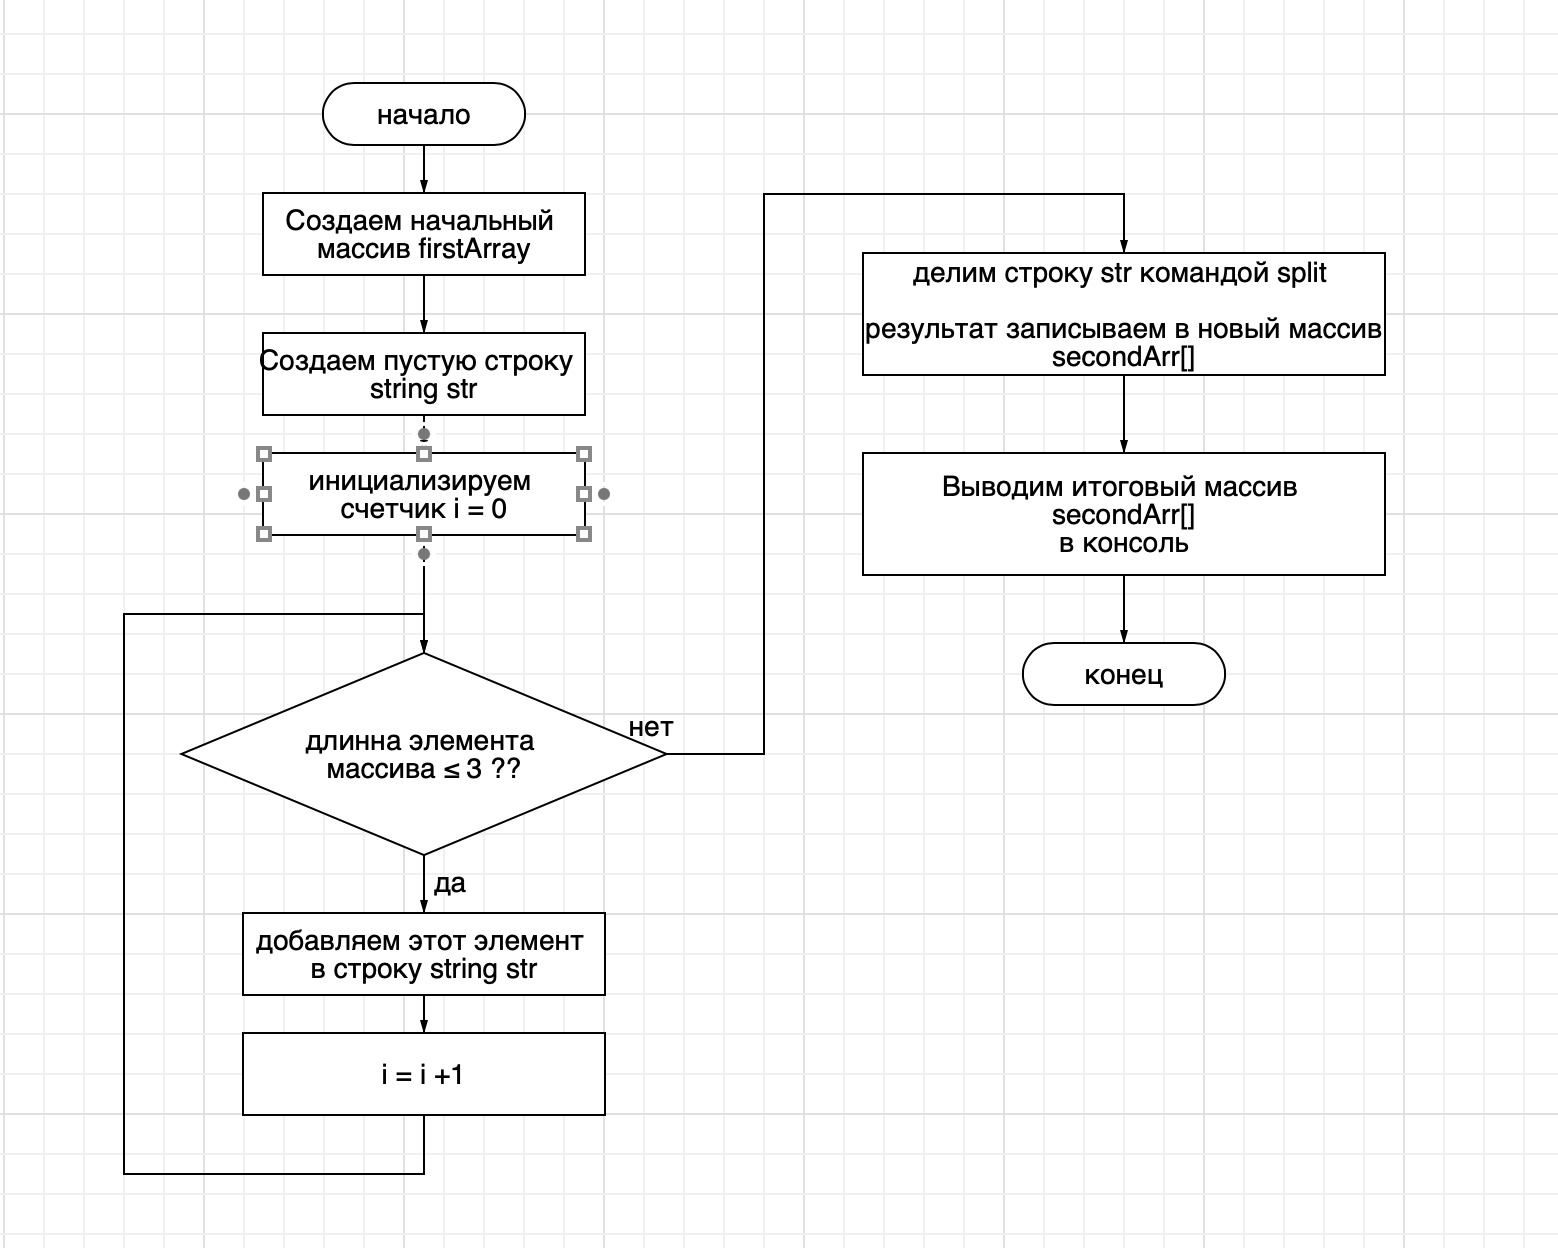 начало
Создаем начальный
массив firstArray
Создаем пустую строку
string str
инициализируем
счетчик i = 0
длинна элемента
массива ≤ 3 ??
нет
да
добавляем этот элемент
в строку string str
i = i +1
делим строку str командой split
результат записываем в новый массив
secondArr[]
Выводим итоговый массив
secondArr[]
в консоль
конец